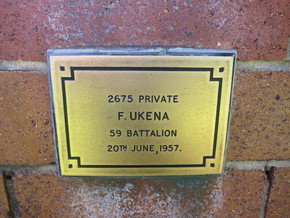 2675 PRIVATE
F. UKENA
59 BATTALION
20TH JUNE, 1957.